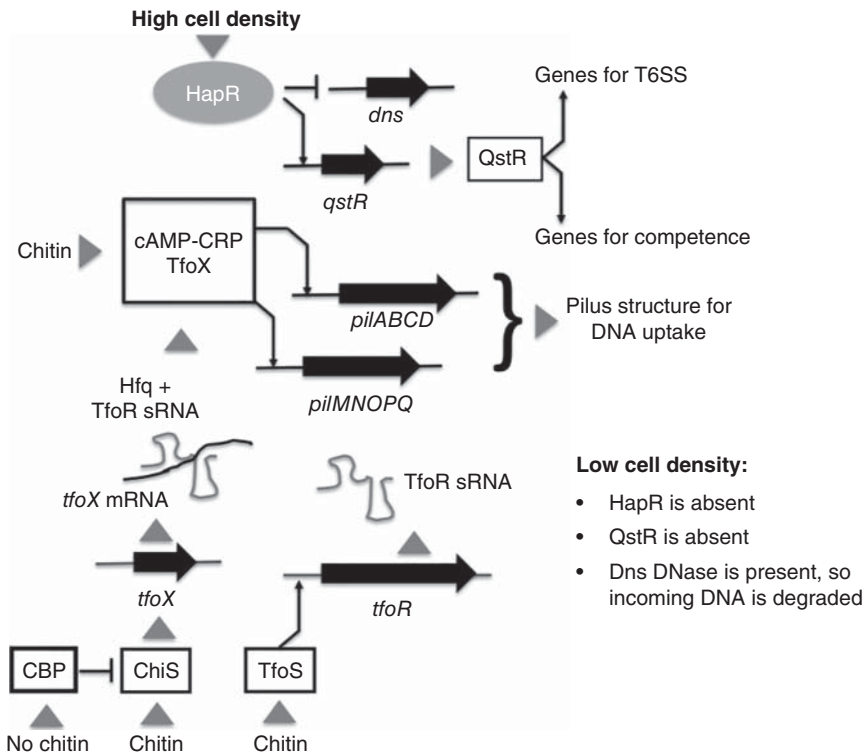 High cell density
HapR
dns
Genes for T6SS
qstR
QstR
Genes for competence
Chitin
cAMP-CRP
TfoX
pilABCD
pilMNOPQ
Pilus structure for
DNA uptake
Hfq +
TfoR sRNA
tfoX mRNA
TfoR sRNA
tfoX
tfoR
CBP
ChiS
TfoS
No chitin
Chitin
Chitin
Low cell density:
• HapR is absent
• QstR is absent
• Dns DNase is present, so
incoming DNA is degraded